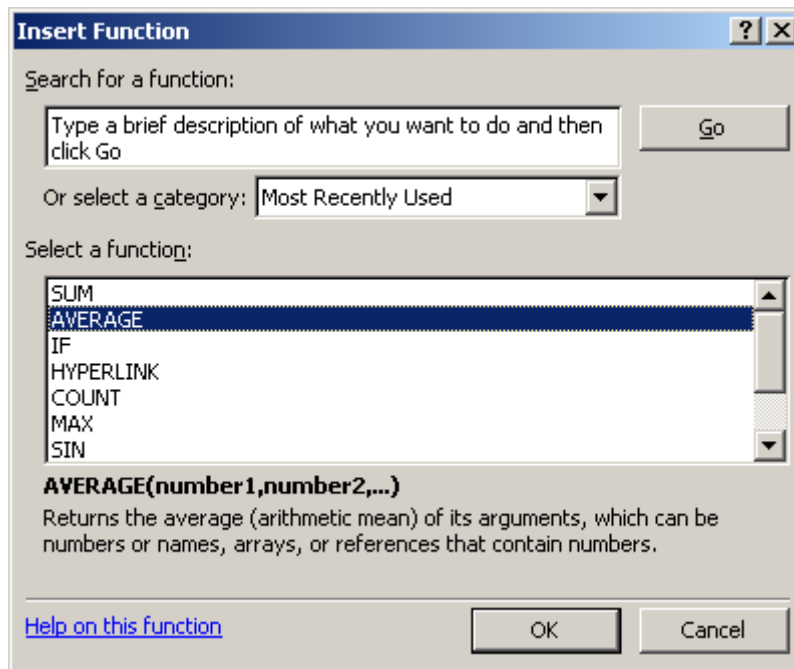 Insert Function
Search for a function:
Type a brief description of what you want to do and then
click Go
Go
Or select a category: Most Recently Used
Select a function:
SUM
AVERAGE
IF
HYPERLINK
COUNT
MAX
SIN
AVERAGE(number1,number2,...)
Returns the average (arithmetic mean) of its arguments, which can be
numbers or names, arrays, or references that contain numbers.
Help on this function
OK
Cancel